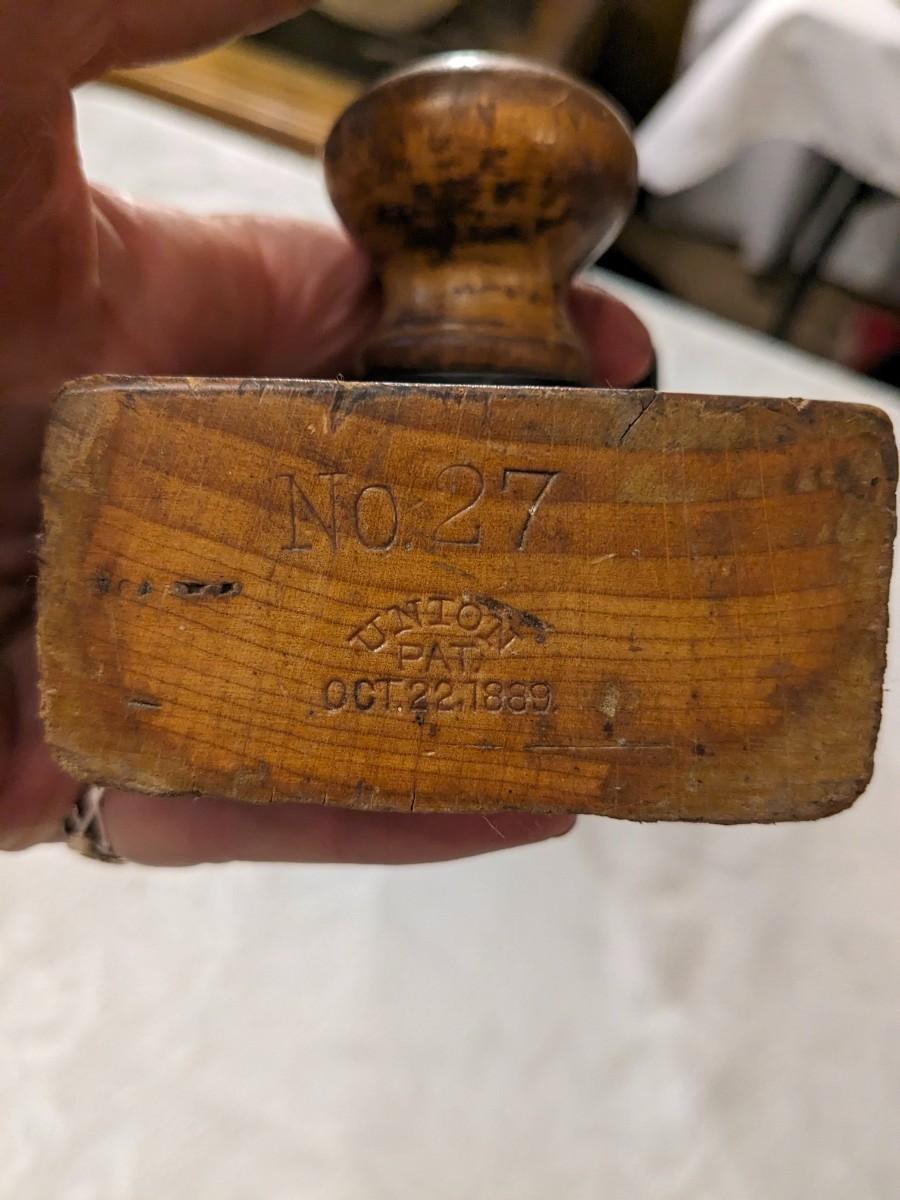 No. 27
UNION
PAT.
OCT. 22, 1889.